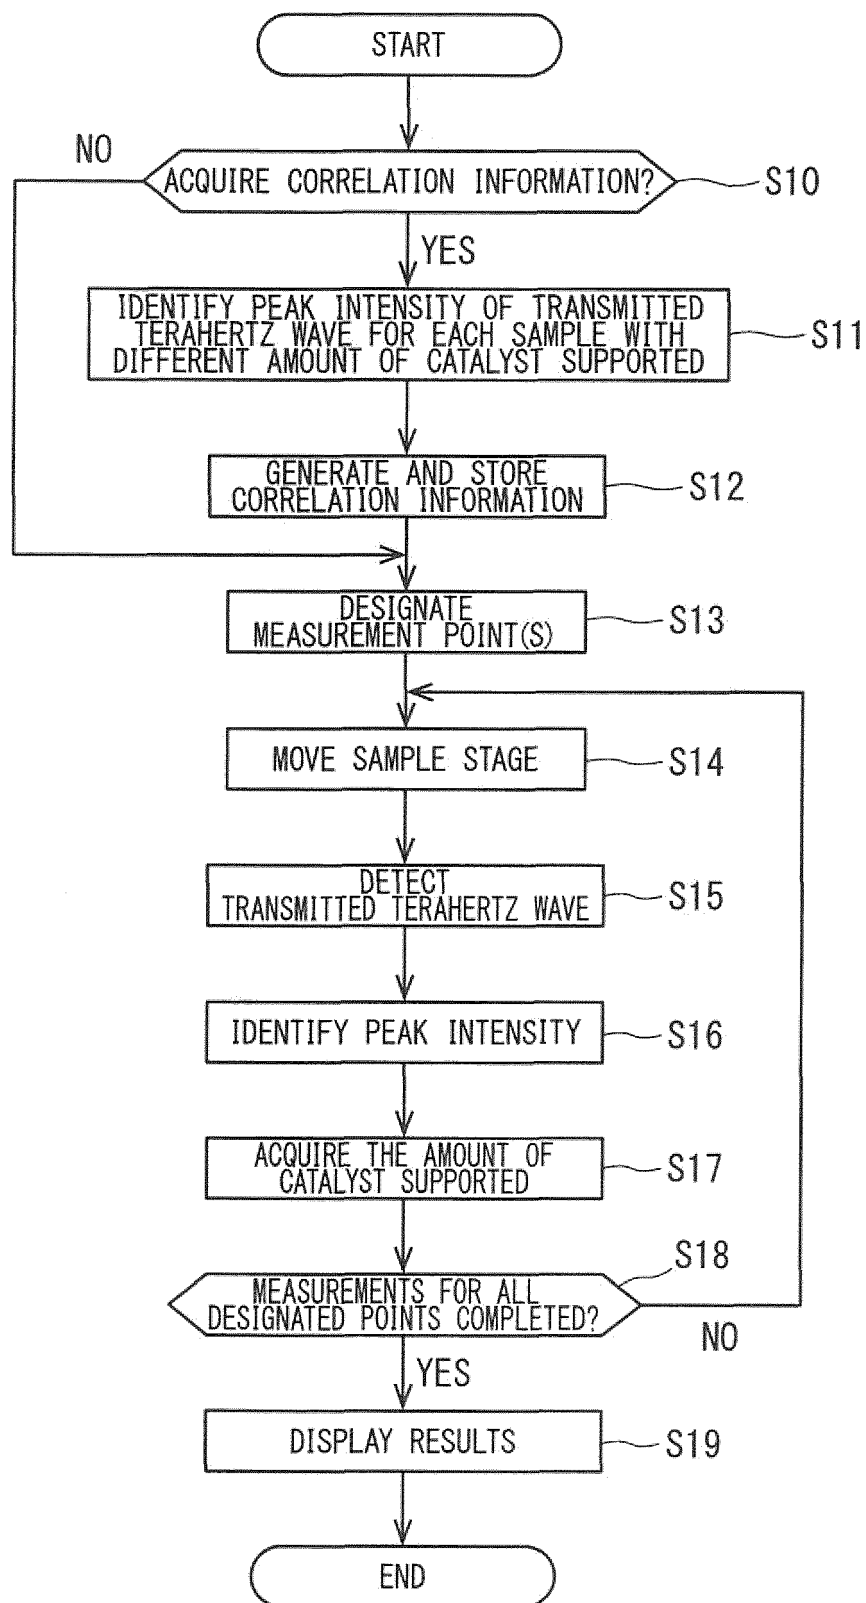 START
NO
ACQUIRE CORRELATION INFORMATION?
S10
YES
IDENTIFY PEAK INTENSITY OF TRANSMITTED
TERAHERTZ WAVE FOR EACH SAMPLE WITH
DIFFERENT AMOUNT OF CATALYST SUPPORTED
S11
GENERATE AND STORE
CORRELATION INFORMATION
S12
DESIGNATE
MEASUREMENT POINT(S)
S13
MOVE SAMPLE STAGE
S14
DETECT
TRANSMITTED TERAHERTZ WAVE
S15
IDENTIFY PEAK INTENSITY
S16
ACQUIRE THE AMOUNT OF
CATALYST SUPPORTED
S17
MEASUREMENTS FOR ALL
DESIGNATED POINTS COMPLETED?
S18
NO
YES
DISPLAY RESULTS
S19
END